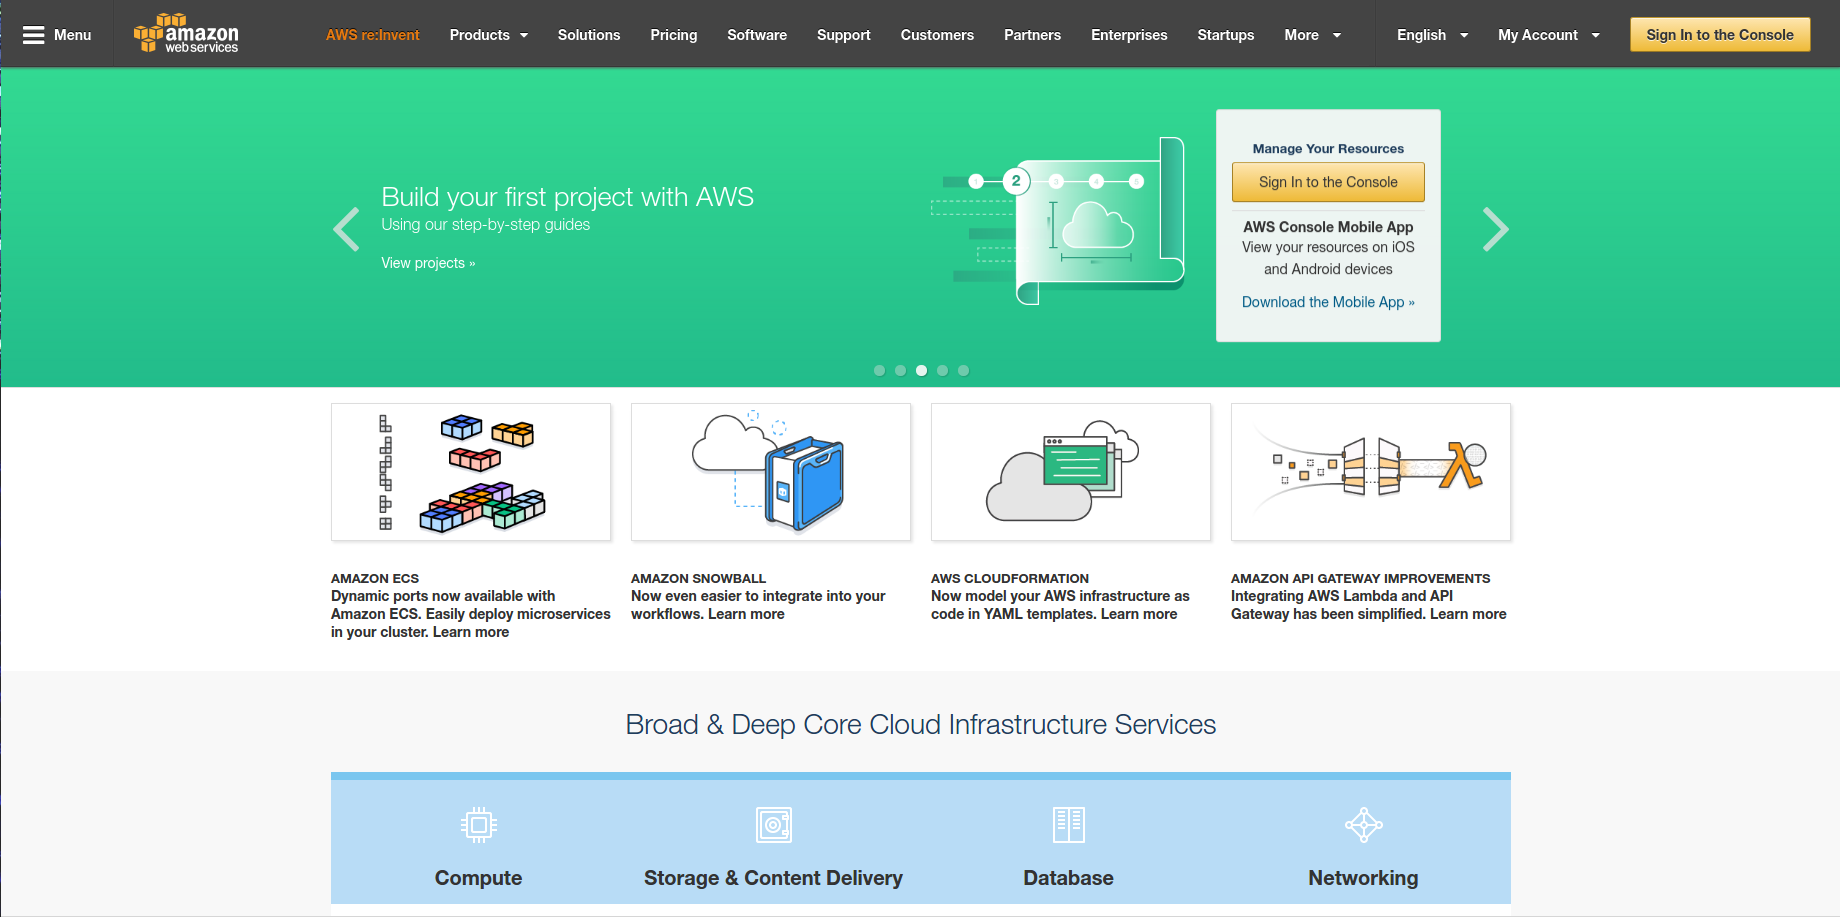 Menu
amazon
web services
AWS re:Invent
Products
Solutions
Pricing
Software
Support
Customers
Partners
Enterprises
Startups
More
English
My Account
Sign In to the Console
Build your first project with AWS
Using our step-by-step guides
View projects »
1
2
3
4
5
Manage Your Resources
Sign In to the Console
AWS Console Mobile App
View your resources on iOS
and Android devices
Download the Mobile App »
AMAZON ECS
Dynamic ports now available with
Amazon ECS. Easily deploy microservices
in your cluster. Learn more
AMAZON SNOWBALL
Now even easier to integrate into your
workflows. Learn more
AWS CLOUDFORMATION
Now model your AWS infrastructure as
code in YAML templates. Learn more
AMAZON API GATEWAY IMPROVEMENTS
Integrating AWS Lambda and API
Gateway has been simplified. Learn more
Broad & Deep Core Cloud Infrastructure Services
Compute
Storage & Content Delivery
Database
Networking